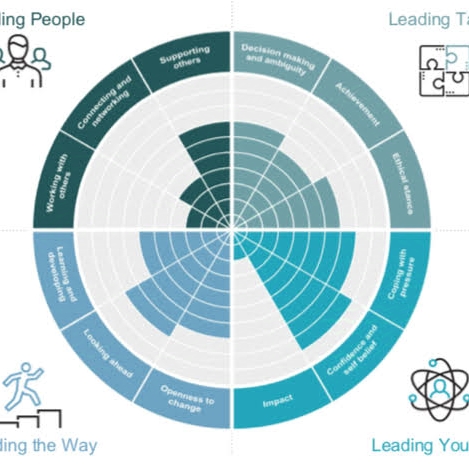 ding People
Leading Ta
Supporting
others
Decision making
and ambiguity
Connecting and
networking
Achievement
Working with
others
Ethical stance
Learning and
developing
Coping with
pressure
Looking ahead
Confidence and
self belief
Openness to
change
Impact
ding the Way
Leading You